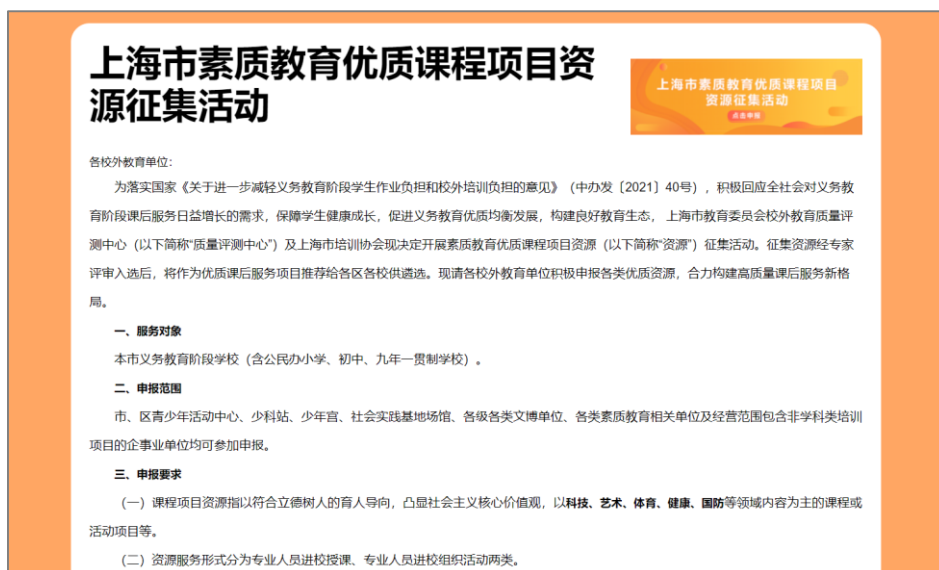 上海市素质教育优质课程项目资
源征集活动
上海市素质教育优质课程项目
资源征集活动
点击申报
各校外教育单位：
为落实国家《关于进一步减轻义务教育阶段学生作业负担和校外培训负担的意见》（中办发〔2021〕40号），积极回应全社会对义务教
育阶段课后服务日益增长的需求，保障学生健康成长，促进义务教育优质均衡发展，构建良好教育生态， 上海市教育委员会校外教育质量评
测中心（以下简称“质量评测中心”）及上海市培训协会现决定开展素质教育优质课程项目资源（以下简称“资源”）征集活动。征集资源经专家
评审入选后，将作为优质课后服务项目推荐给各区各校供遴选。现请各校外教育单位积极申报各类优质资源，合力构建高质量课后服务新格
局。
一、服务对象
本市义务教育阶段学校（含公民办小学、初中、九年一贯制学校）。
二、申报范围
市、区青少年活动中心、少科站、少年宫、社会实践基地场馆、各级各类文博单位、各类素质教育相关单位及经营范围包含非学科类培训
项目的企事业单位均可参加申报。
三、申报要求
（一）课程项目资源指以符合立德树人的育人导向，凸显社会主义核心价值观，以科技、艺术、体育、健康、国防等领域内容为主的课程或
活动项目等。
（二）资源服务形式分为专业人员进校授课、专业人员进校组织活动两类。